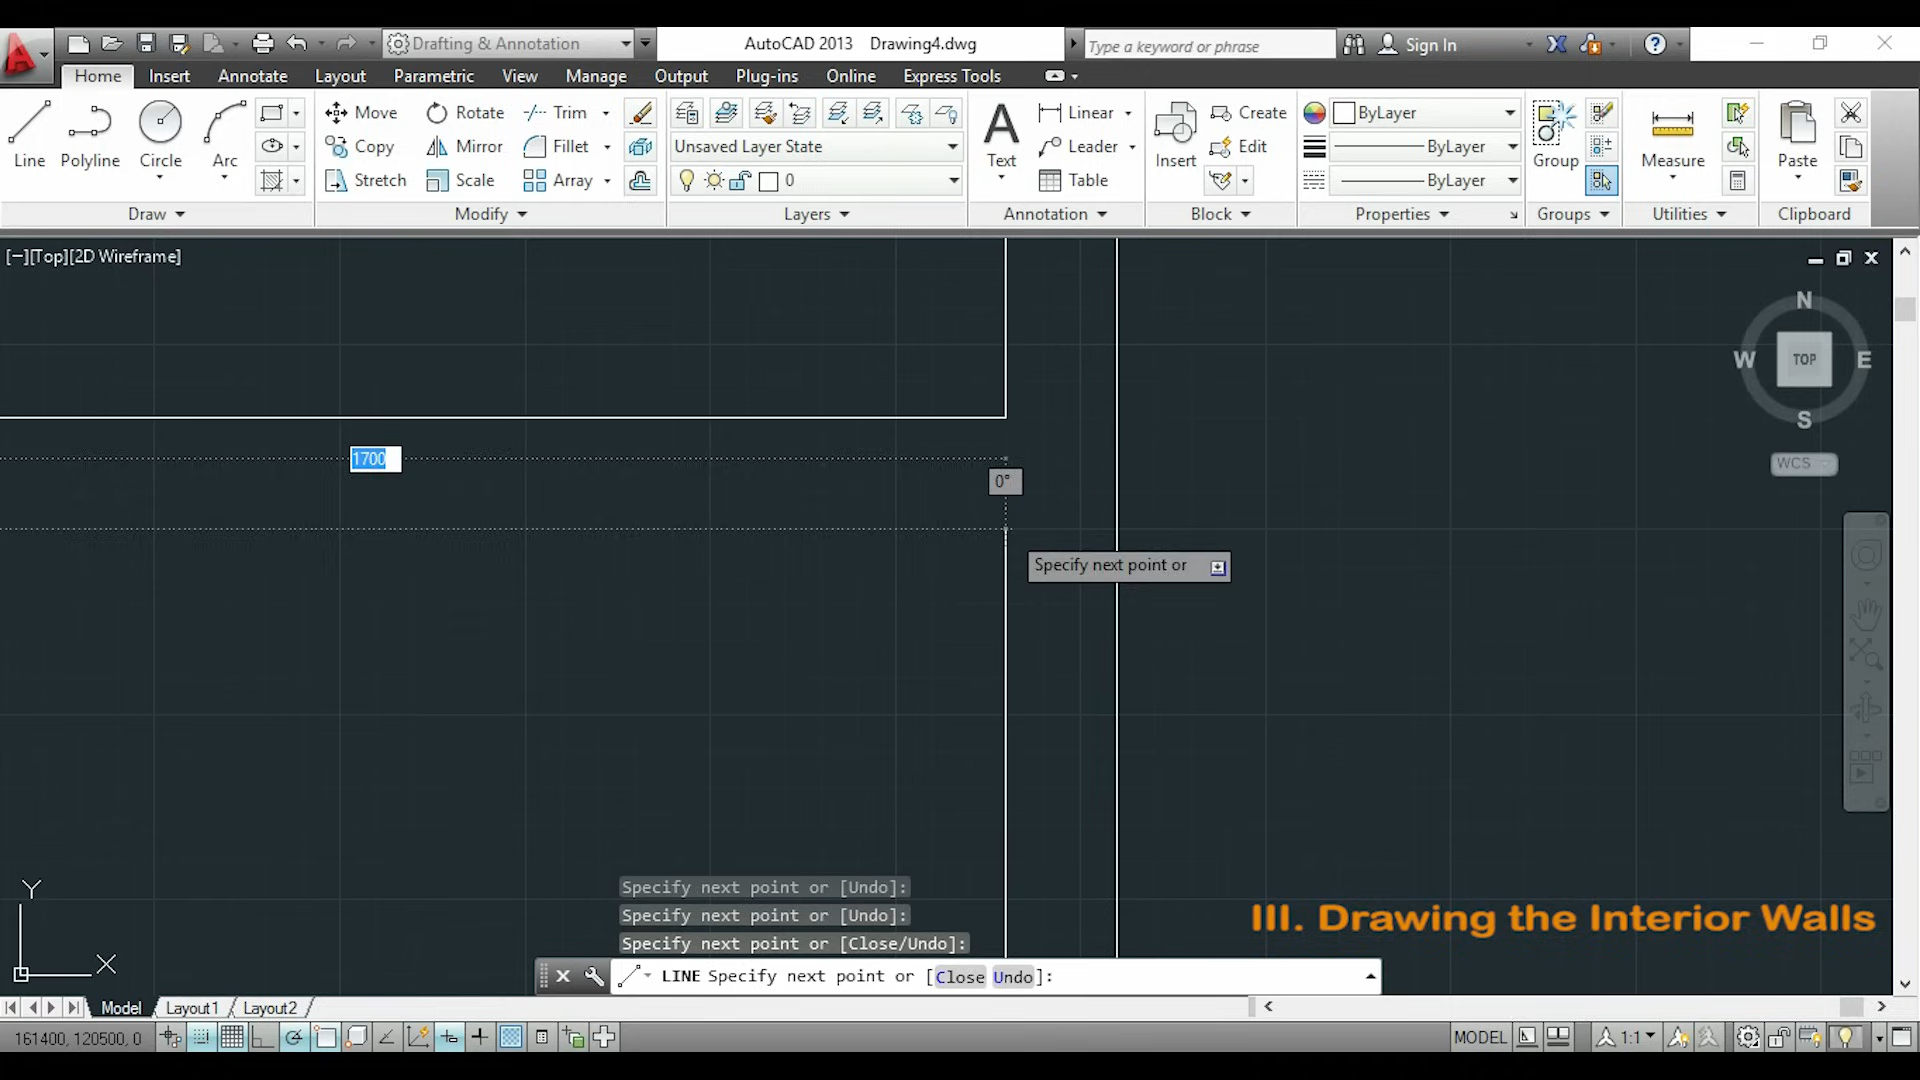 Drafting & Annotation
AutoCAD 2013 Drawing4.dwg
Type a keyword or phrase
Sign In
Home Insert Annotate Layout Parametric View Manage Output Plug-ins Online Express Tools
Line Polyline Circle Arc
Move Rotate Trim
Copy Mirror Fillet
Stretch Scale Array
Unsaved Layer State
0
Text Linear
Leader
Table
Insert Create
Edit
ByLayer
ByLayer
ByLayer
Group
Measure
Paste
Draw Modify Layers Annotation Block Properties Groups Utilities Clipboard
[−][Top][2D Wireframe]
N
W TOP E
S
WCS
1700
0°
Specify next point or
Y
X
Specify next point or [Undo]:
Specify next point or [Undo]:
Specify next point or [Close/Undo]:
III. Drawing the Interior Walls
LINE Specify next point or [Close Undo]:
Model Layout1 Layout2
161400, 120500, 0
MODEL
1:1